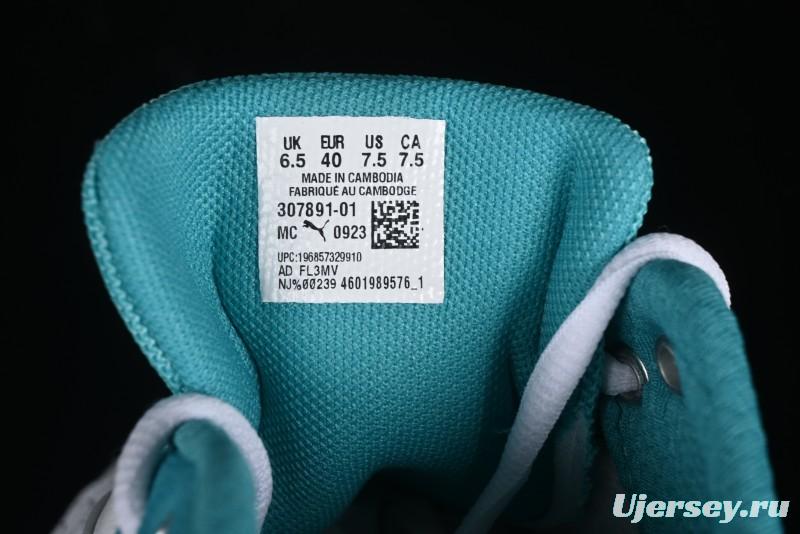 UK EUR US CA
6.5 40 7.5 7.5
MADE IN CAMBODIA
FABRIQUÉ AU CAMBODGE
307891-01
MC 0923
UPC:196857329910
AD FL3MV
NJ%00239 4601989576_1
Ujersey.ru